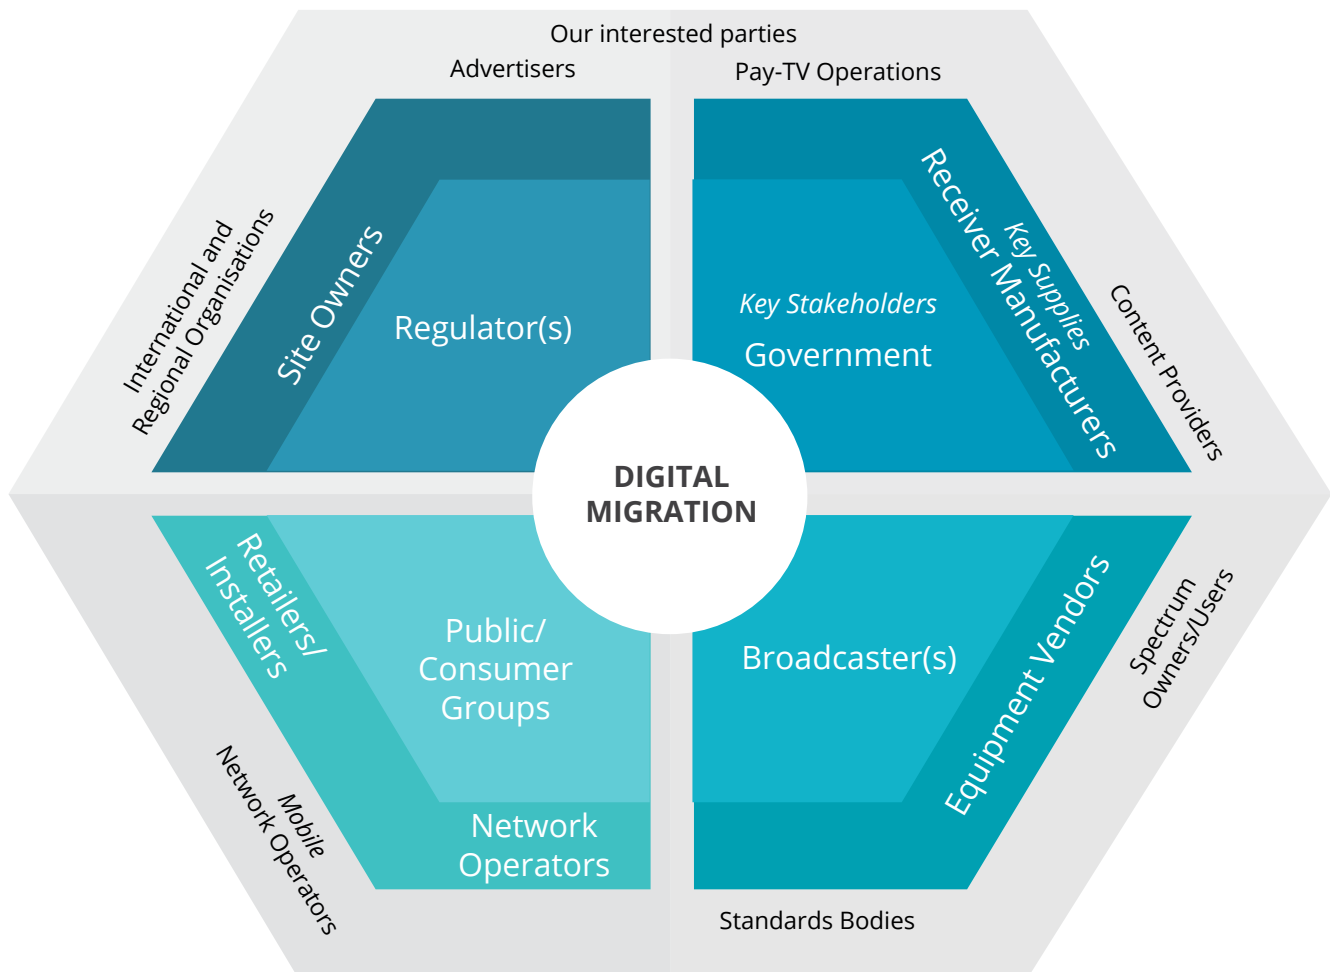 Our interested parties
Advertisers
Pay-TV Operations
International and
Regional Organisations
Site Owners
Regulator(s)
Key Stakeholders
Government
Key Supplies
Receiver Manufacturers
Content Providers
DIGITAL
MIGRATION
Retailers/
Installers
Public/
Consumer
Groups
Broadcaster(s)
Equipment Vendors
Spectrum
Owners/Users
Mobile
Network Operators
Network
Operators
Standards Bodies